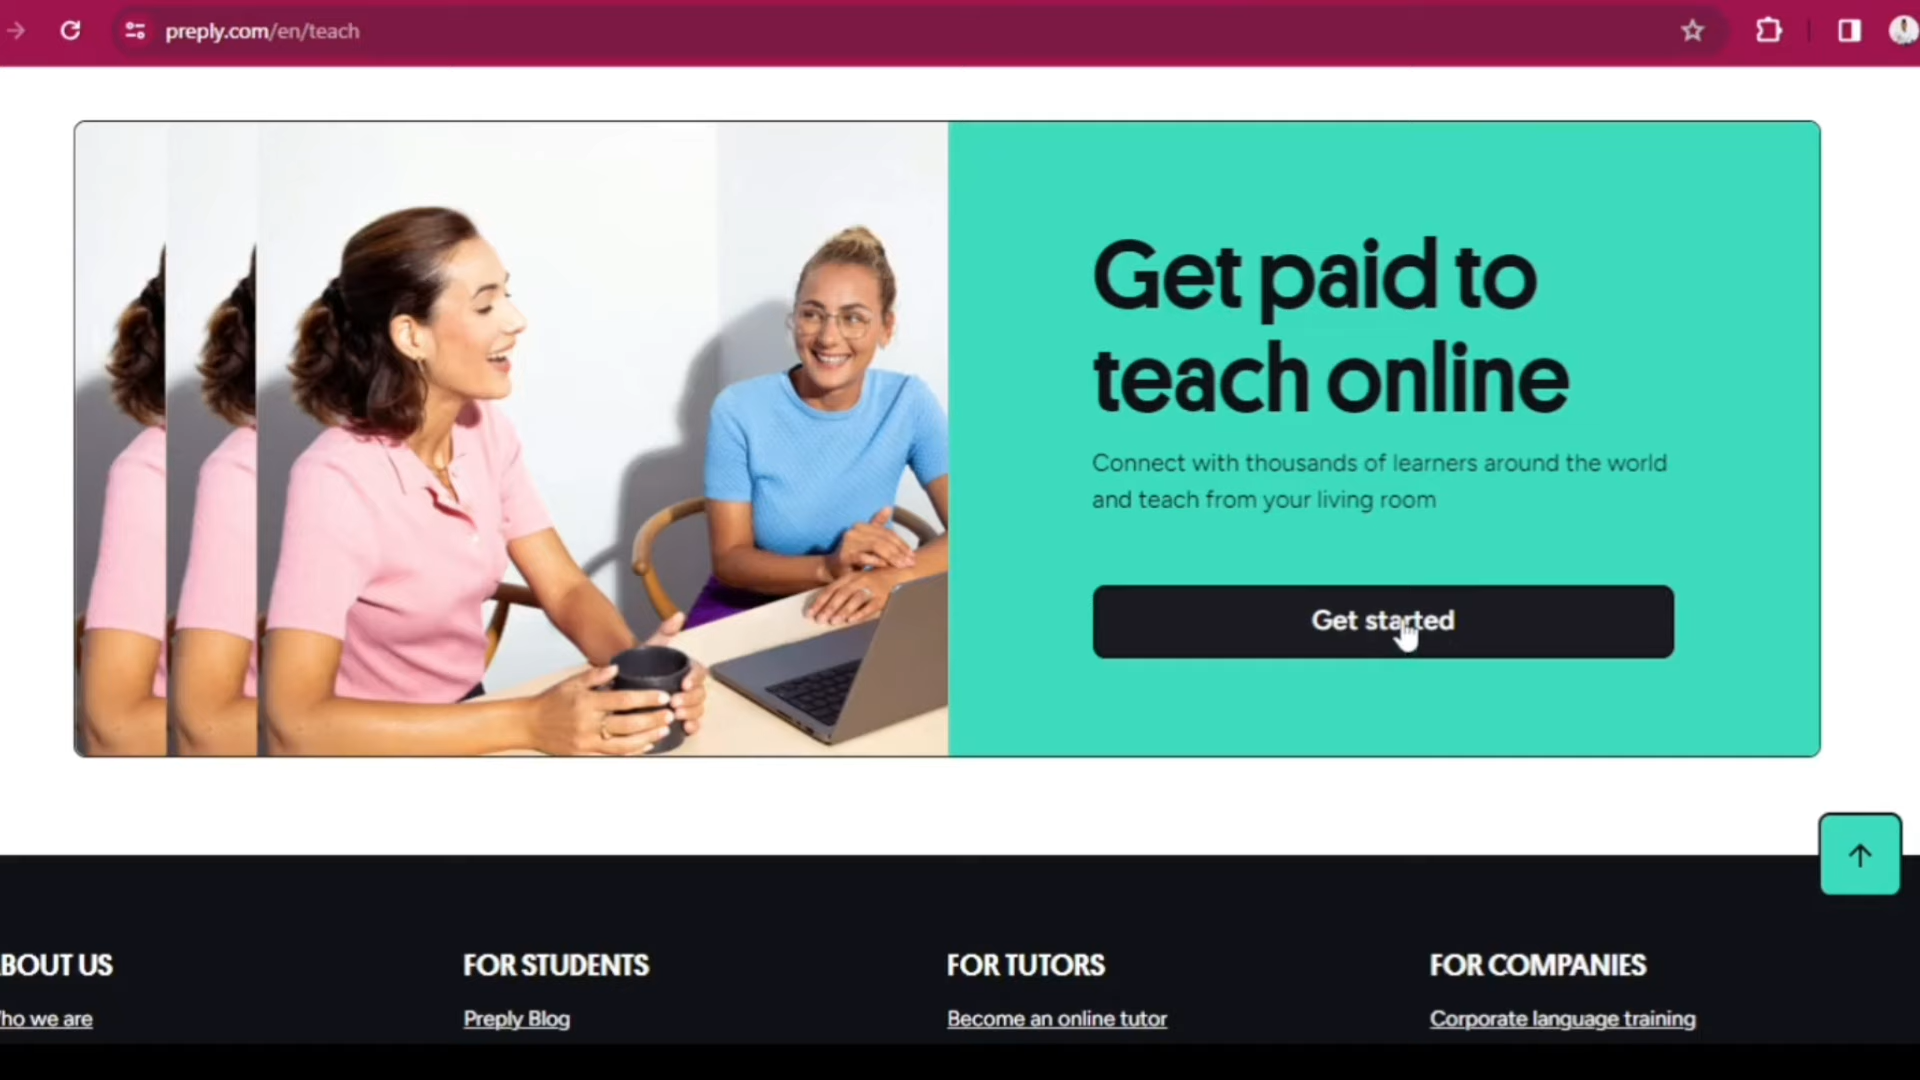 preply.com/en/teach
Get paid to
teach online
Connect with thousands of learners around the world
and teach from your living room
Get started
BOUT US
FOR STUDENTS
FOR TUTORS
FOR COMPANIES
ho we are
Preply Blog
Become an online tutor
Corporate language training